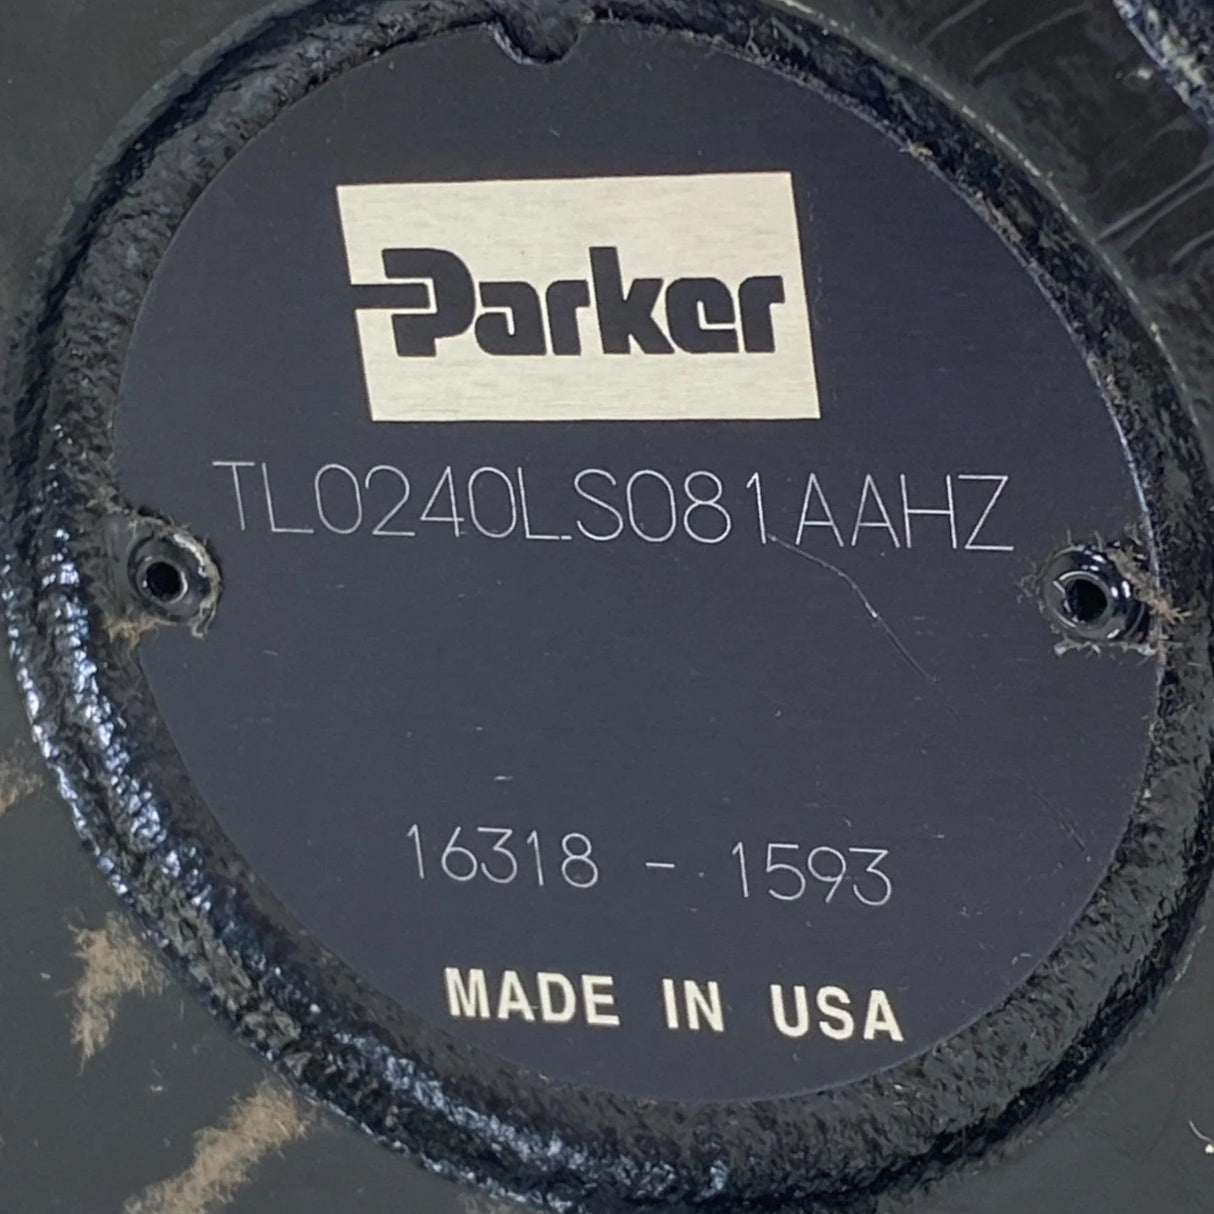 Parker
TL0240LS081AAHZ
16318 - 1593
MADE IN USA